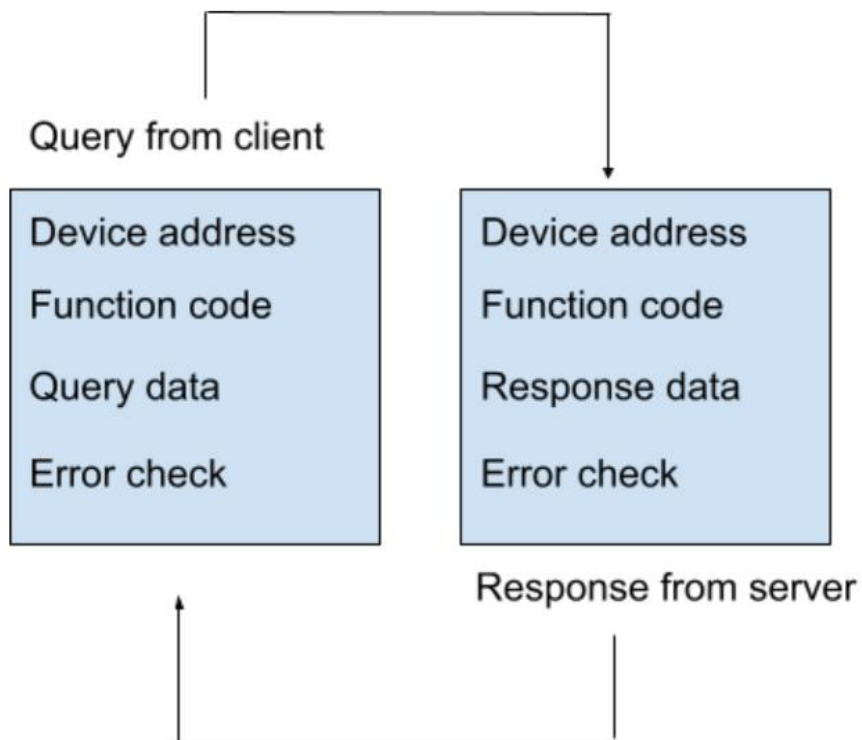 Query from client
Device address
Function code
Query data
Error check
Device address
Function code
Response data
Error check
Response from server